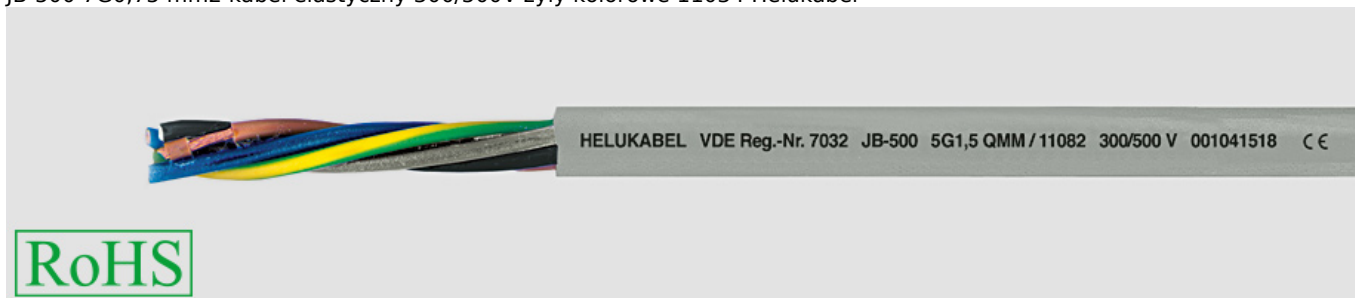 HELUKABEL VDE Reg.-Nr. 7032 JB-500 5G1,5 QMM / 11082 300/500 V 001041518 CE
RoHS